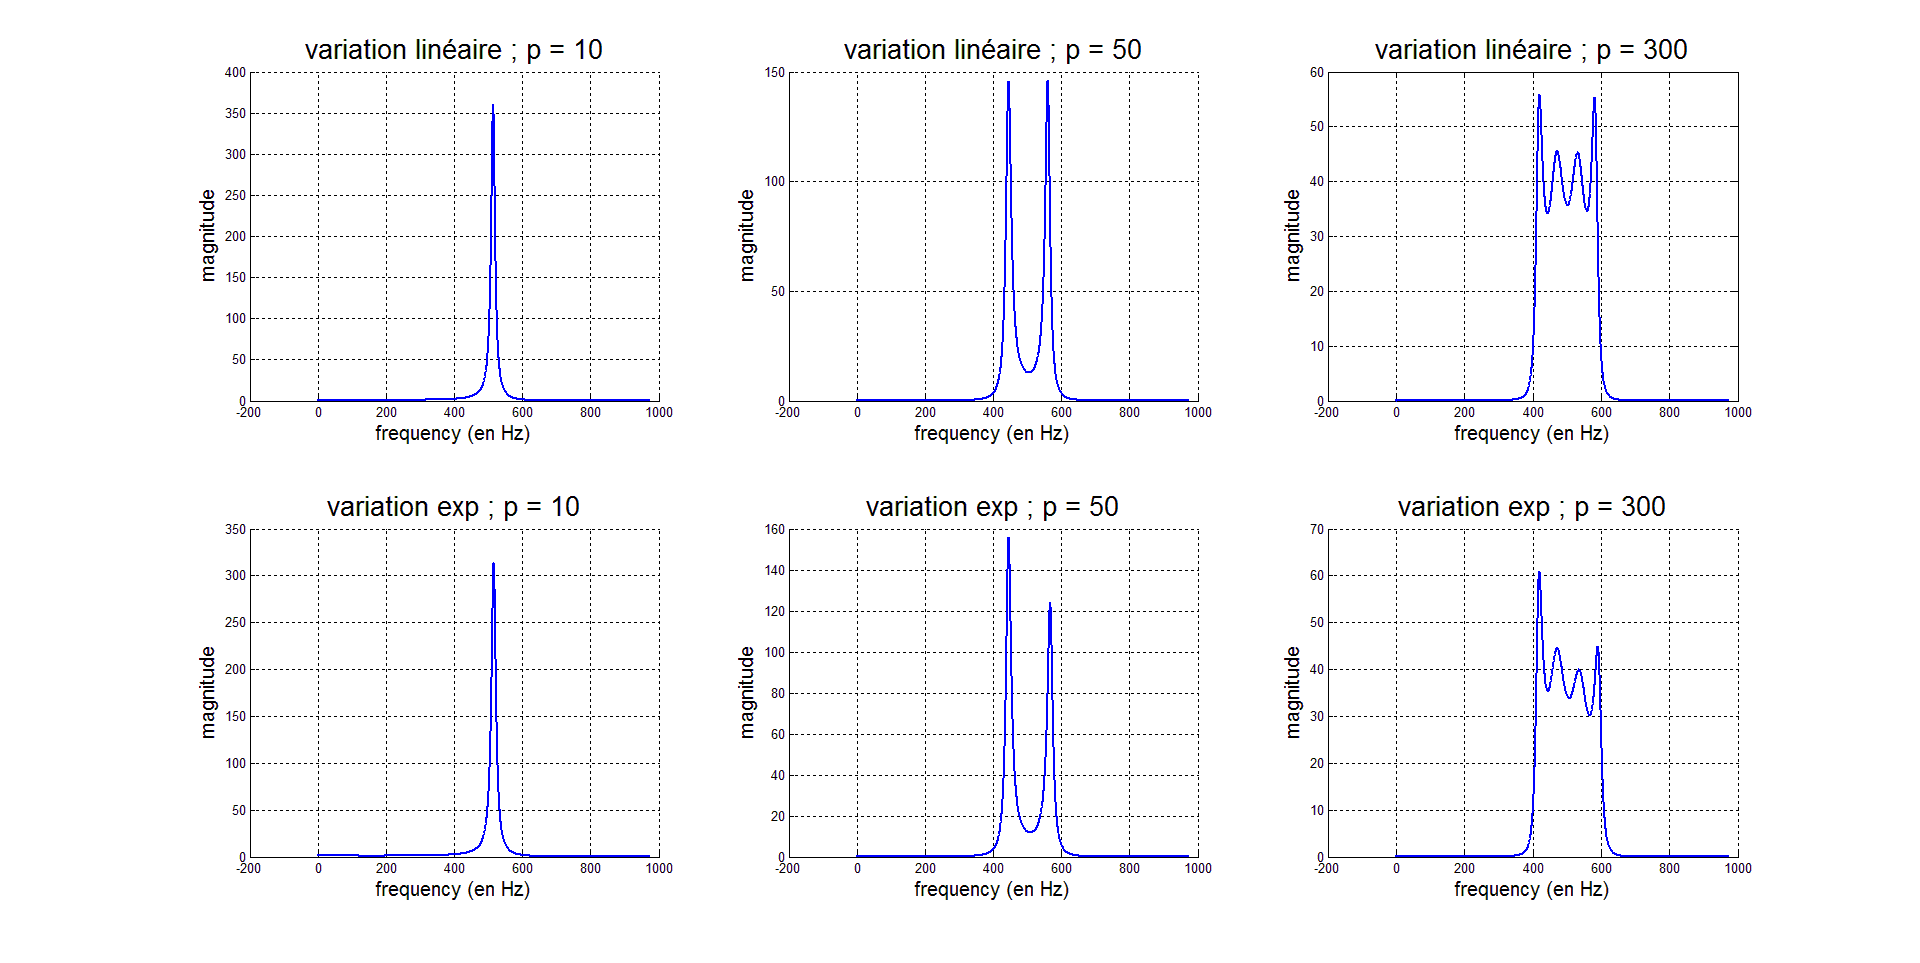 variation linéaire ; p = 10
400
350
300
250
200
150
100
50
0
-200 0 200 400 600 800 1000
magnitude
frequency (en Hz)
variation linéaire ; p = 50
150
100
50
0
-200 0 200 400 600 800 1000
magnitude
frequency (en Hz)
variation linéaire ; p = 300
60
50
40
30
20
10
0
-200 0 200 400 600 800 1000
magnitude
frequency (en Hz)
variation exp ; p = 10
350
300
250
200
150
100
50
0
-200 0 200 400 600 800 1000
magnitude
frequency (en Hz)
variation exp ; p = 50
160
140
120
100
80
60
40
20
0
-200 0 200 400 600 800 1000
magnitude
frequency (en Hz)
variation exp ; p = 300
70
60
50
40
30
20
10
0
-200 0 200 400 600 800 1000
magnitude
frequency (en Hz)